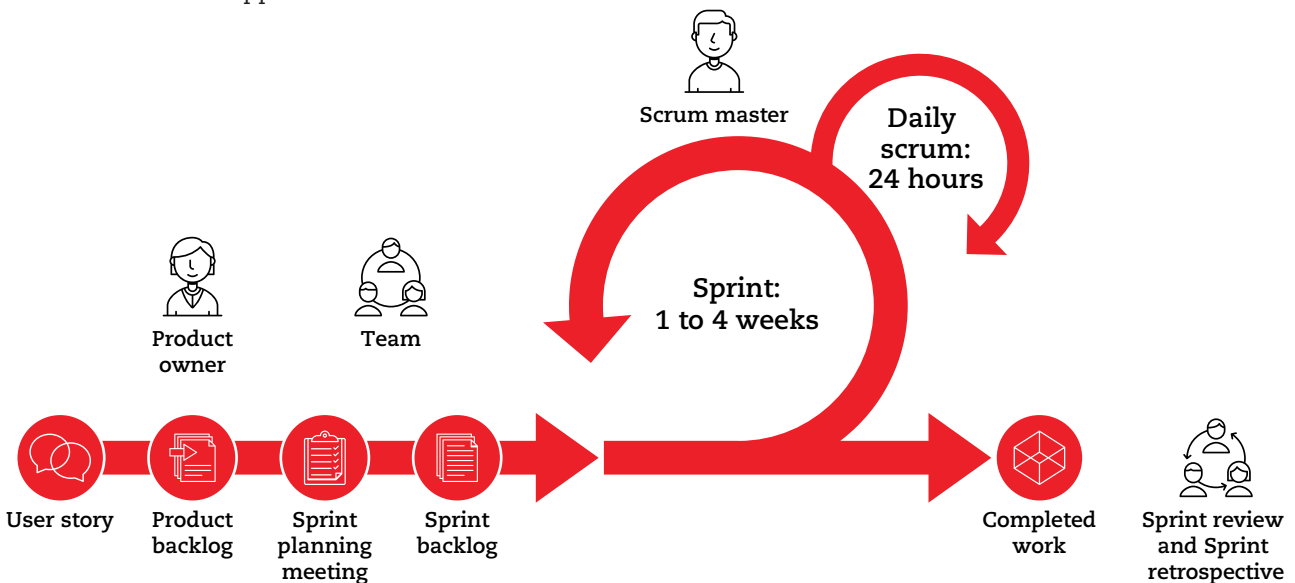 Scrum master
Daily
scrum:
24 hours
Sprint:
1 to 4 weeks
Product
owner
Team
User story
Product
backlog
Sprint
planning
meeting
Sprint
backlog
Completed
work
Sprint review
and Sprint
retrospective